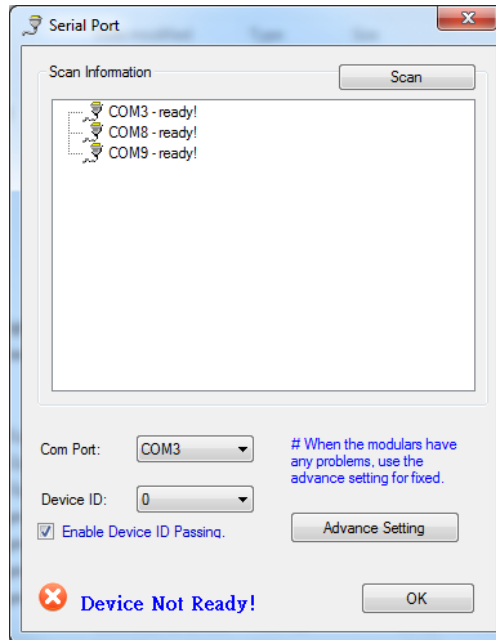 Serial Port
Scan Information
Scan
COM3 - ready!
COM8 - ready!
COM9 - ready!
Com Port:
COM3
# When the modulars have
any problems, use the
advance setting for fixed.
Device ID:
0
Enable Device ID Passing.
Advance Setting
Device Not Ready!
OK